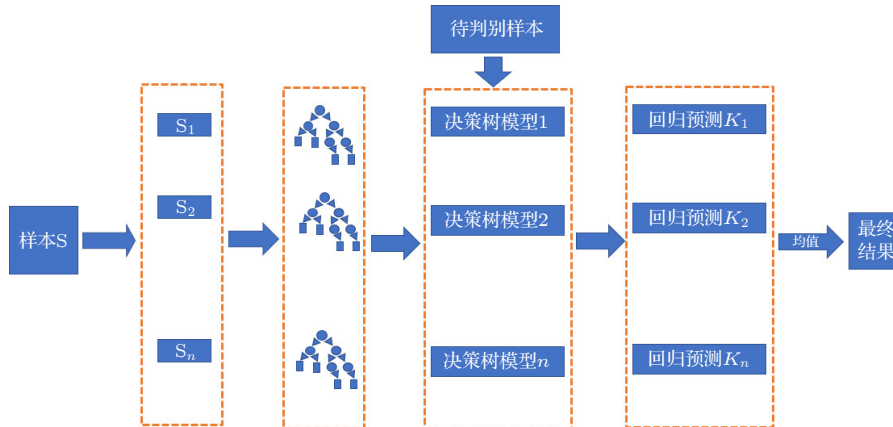 待判别样本
S₁
决策树模型1
回归预测K₁
S₂
决策树模型2
回归预测K₂
样本S
均值
最终
结果
Sₙ
决策树模型n
回归预测Kₙ